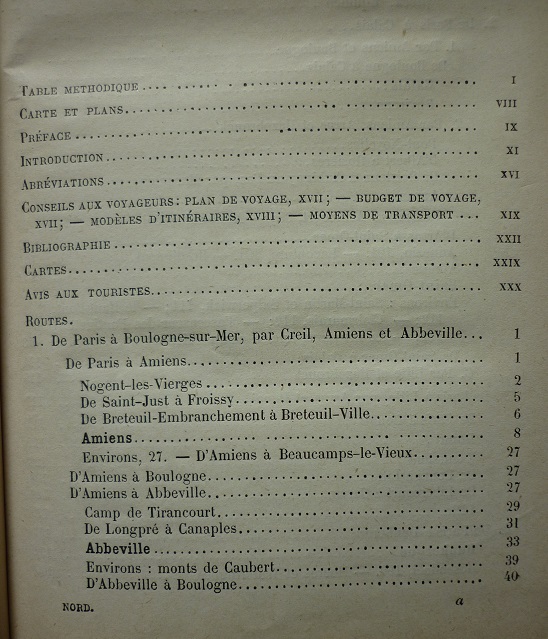 TABLE METHODIQUE .... ...... ...................... I
CARTE ET PLANS................................ VIII
PRÉFACE ..................................... IX
INTRODUCTION................................. XI
ABRÉVIATIONS ................................ XVI
CONSEILS AUX VOYAGEURS : PLAN DE VOYAGE, XVII ; — BUDGET DE VOYAGE,
XVII ; — MODÈLES D'ITINÉRAIRES, XVIII ; — MOYENS DE TRANSPORT ... XIX
BIBLIOGRAPHIE ................................ XXII
CARTES....................................... XXIX
AVIS AUX TOURISTES............................ XXX
ROUTES.
1. De Paris à Boulogne-sur-Mer, par Creil, Amiens et Abbeville... 1
De Paris à Amiens............................. 1
Nogent-les-Vierges ........................... 2
De Saint-Just à Froissy....................... 5
De Breteuil-Embranchement à Breteuil-Ville............ 6
Amiens...................................... 8
Environs, 27. — D'Amiens à Beaucamps-le-Vieux.......... 27
D'Amiens à Boulogne........................... 27
D'Amiens à Abbeville.......................... 27
Camp de Tirancourt........................... 29
De Longpré à Canaples......................... 31
Abbeville.................................... 33
Environs : monts de Caubert.................... 39
D'Abbeville à Boulogne........................ 40
NORD. a